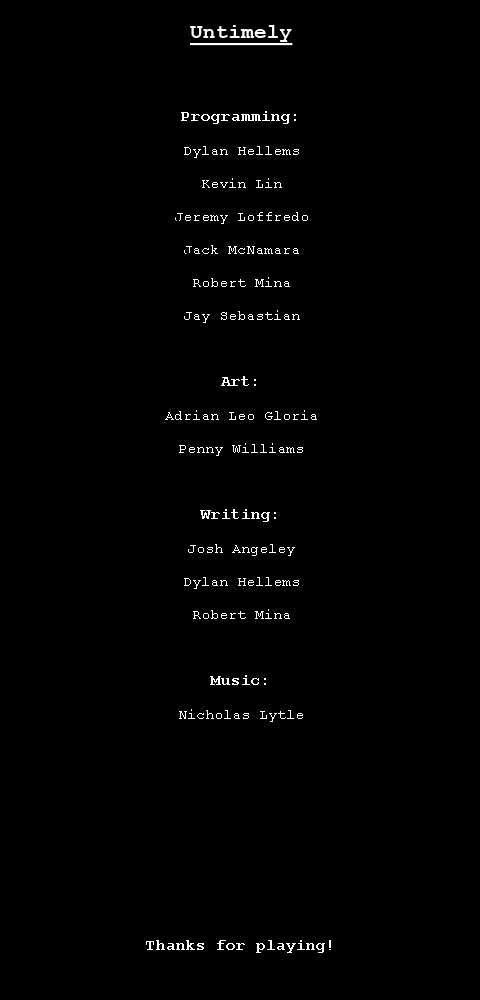 Untimely
Programming:
Dylan Hellems
Kevin Lin
Jeremy Loffredo
Jack McNamara
Robert Mina
Jay Sebastian
Art:
Adrian Leo Gloria
Penny Williams
Writing:
Josh Angeley
Dylan Hellems
Robert Mina
Music:
Nicholas Lytle
Thanks for playing!